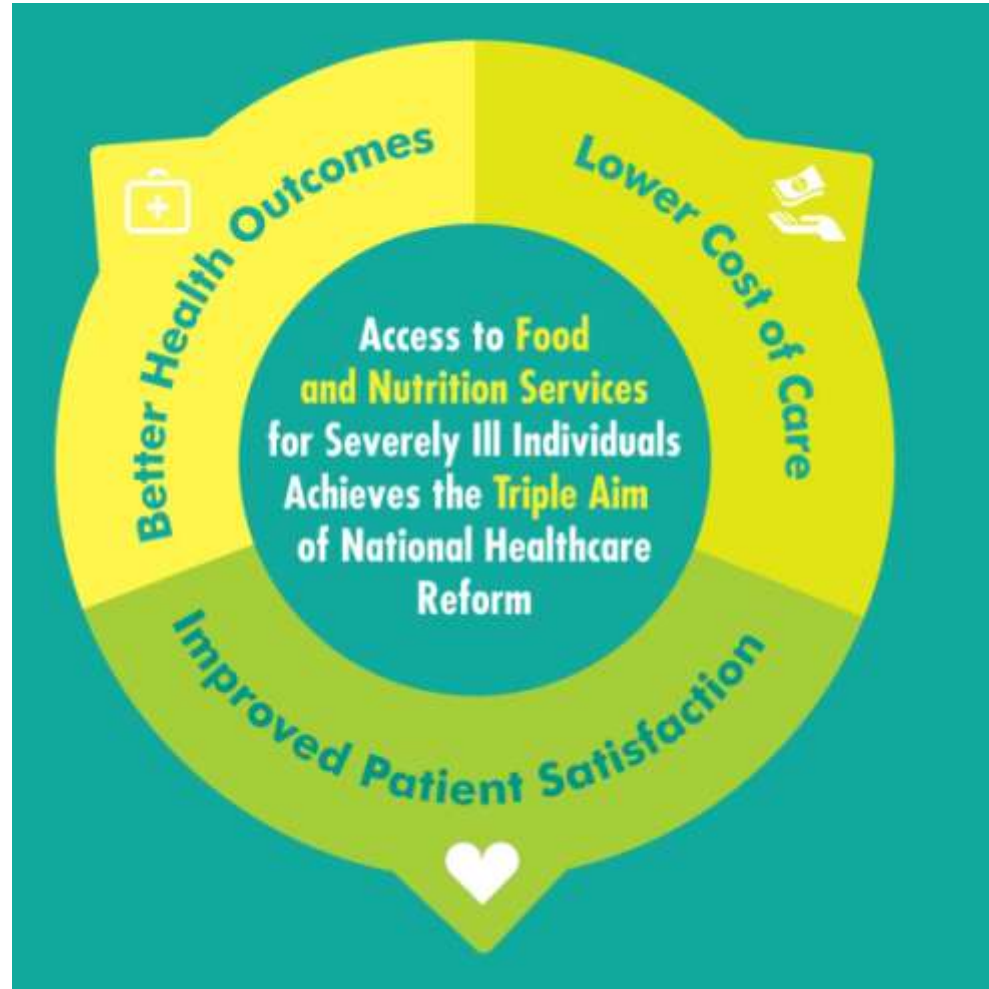 Better Health Outcomes
Lower Cost of Care
Access to Food
and Nutrition Services
for Severely Ill Individuals
Achieves the Triple Aim
of National Healthcare
Reform
Improved Patient Satisfaction